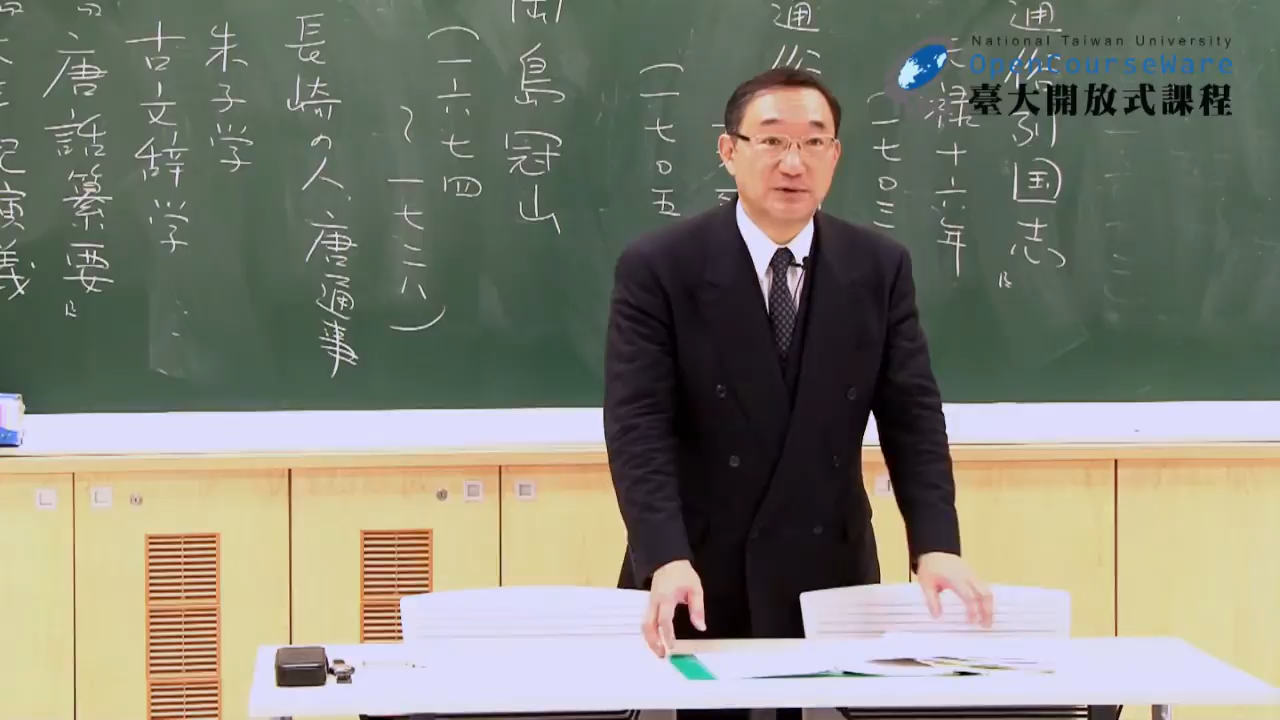 National Taiwan University
OpenCourseWare
臺大開放式課程
通俗列国志
元禄十六年
(一七〇三
通俗
(一七〇五
岡島冠山
(一六七四
~一七二八)
長崎の人、唐通事
朱子学
古文辞学
唐話纂要』
演義